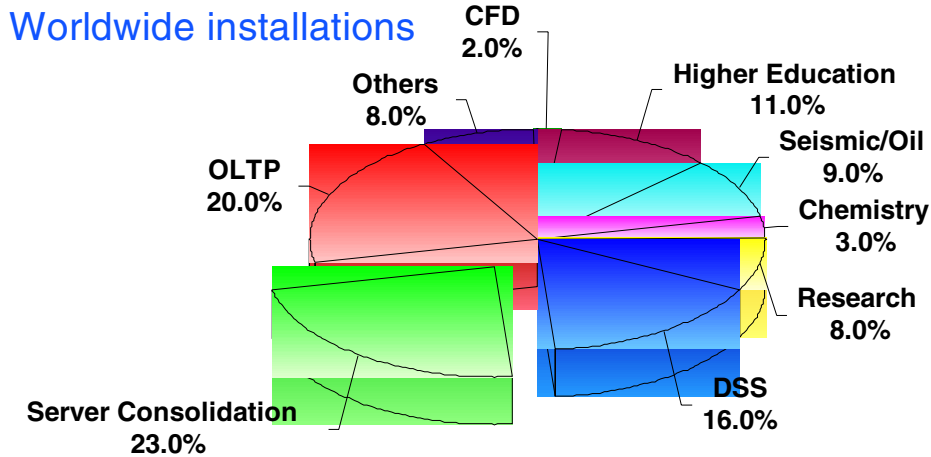 Worldwide installations
CFD
2.0%
Higher Education
11.0%
Others
8.0%
Seismic/Oil
9.0%
OLTP
20.0%
Chemistry
3.0%
Research
8.0%
DSS
16.0%
Server Consolidation
23.0%